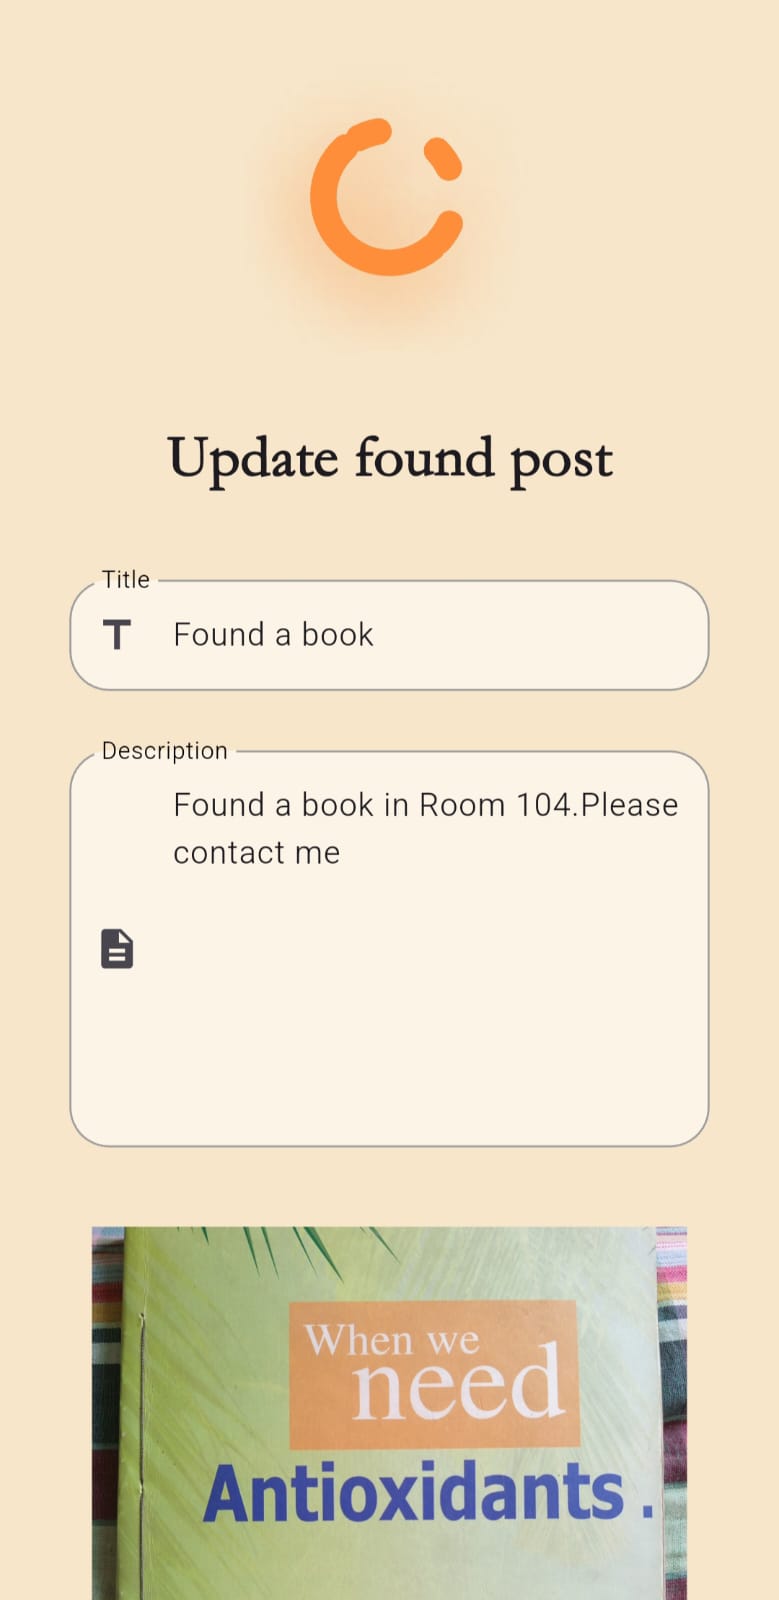 Update found post
Title
Found a book
Description
Found a book in Room 104.Please
contact me
When we
need
Antioxidants .